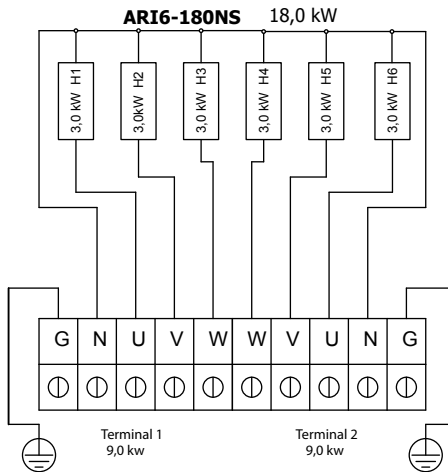 ARI6-180NS 18,0 kW
3,0 kW H1
3,0kW H2
3,0 kW H3
3,0 kW H4
3,0 kW H5
3,0 kW H6
G N U V W W V U N G
Terminal 1
9,0 kw
Terminal 2
9,0 kw